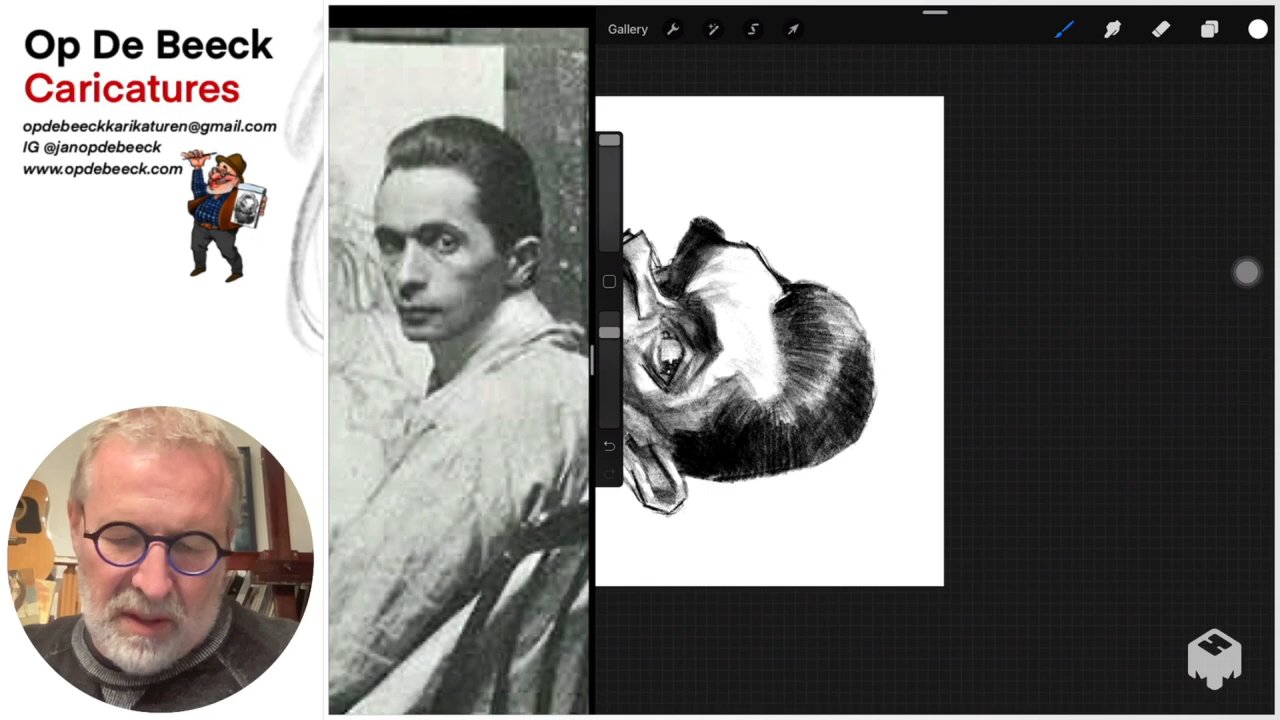 Op De Beeck
Caricatures
opdebeeckkarikaturen@gmail.com
IG @janopdebeeck
www.opdebeeck.com
Gallery